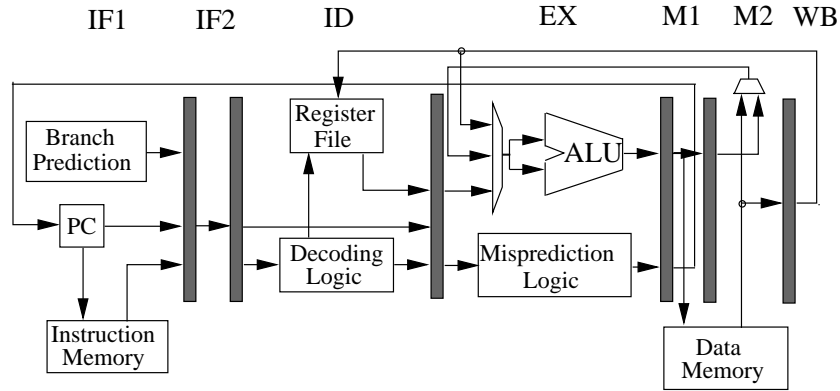 IF1 IF2 ID EX M1 M2 WB
Branch
Prediction
Register
File
ALU
PC
Decoding
Logic
Misprediction
Logic
Instruction
Memory
Data
Memory